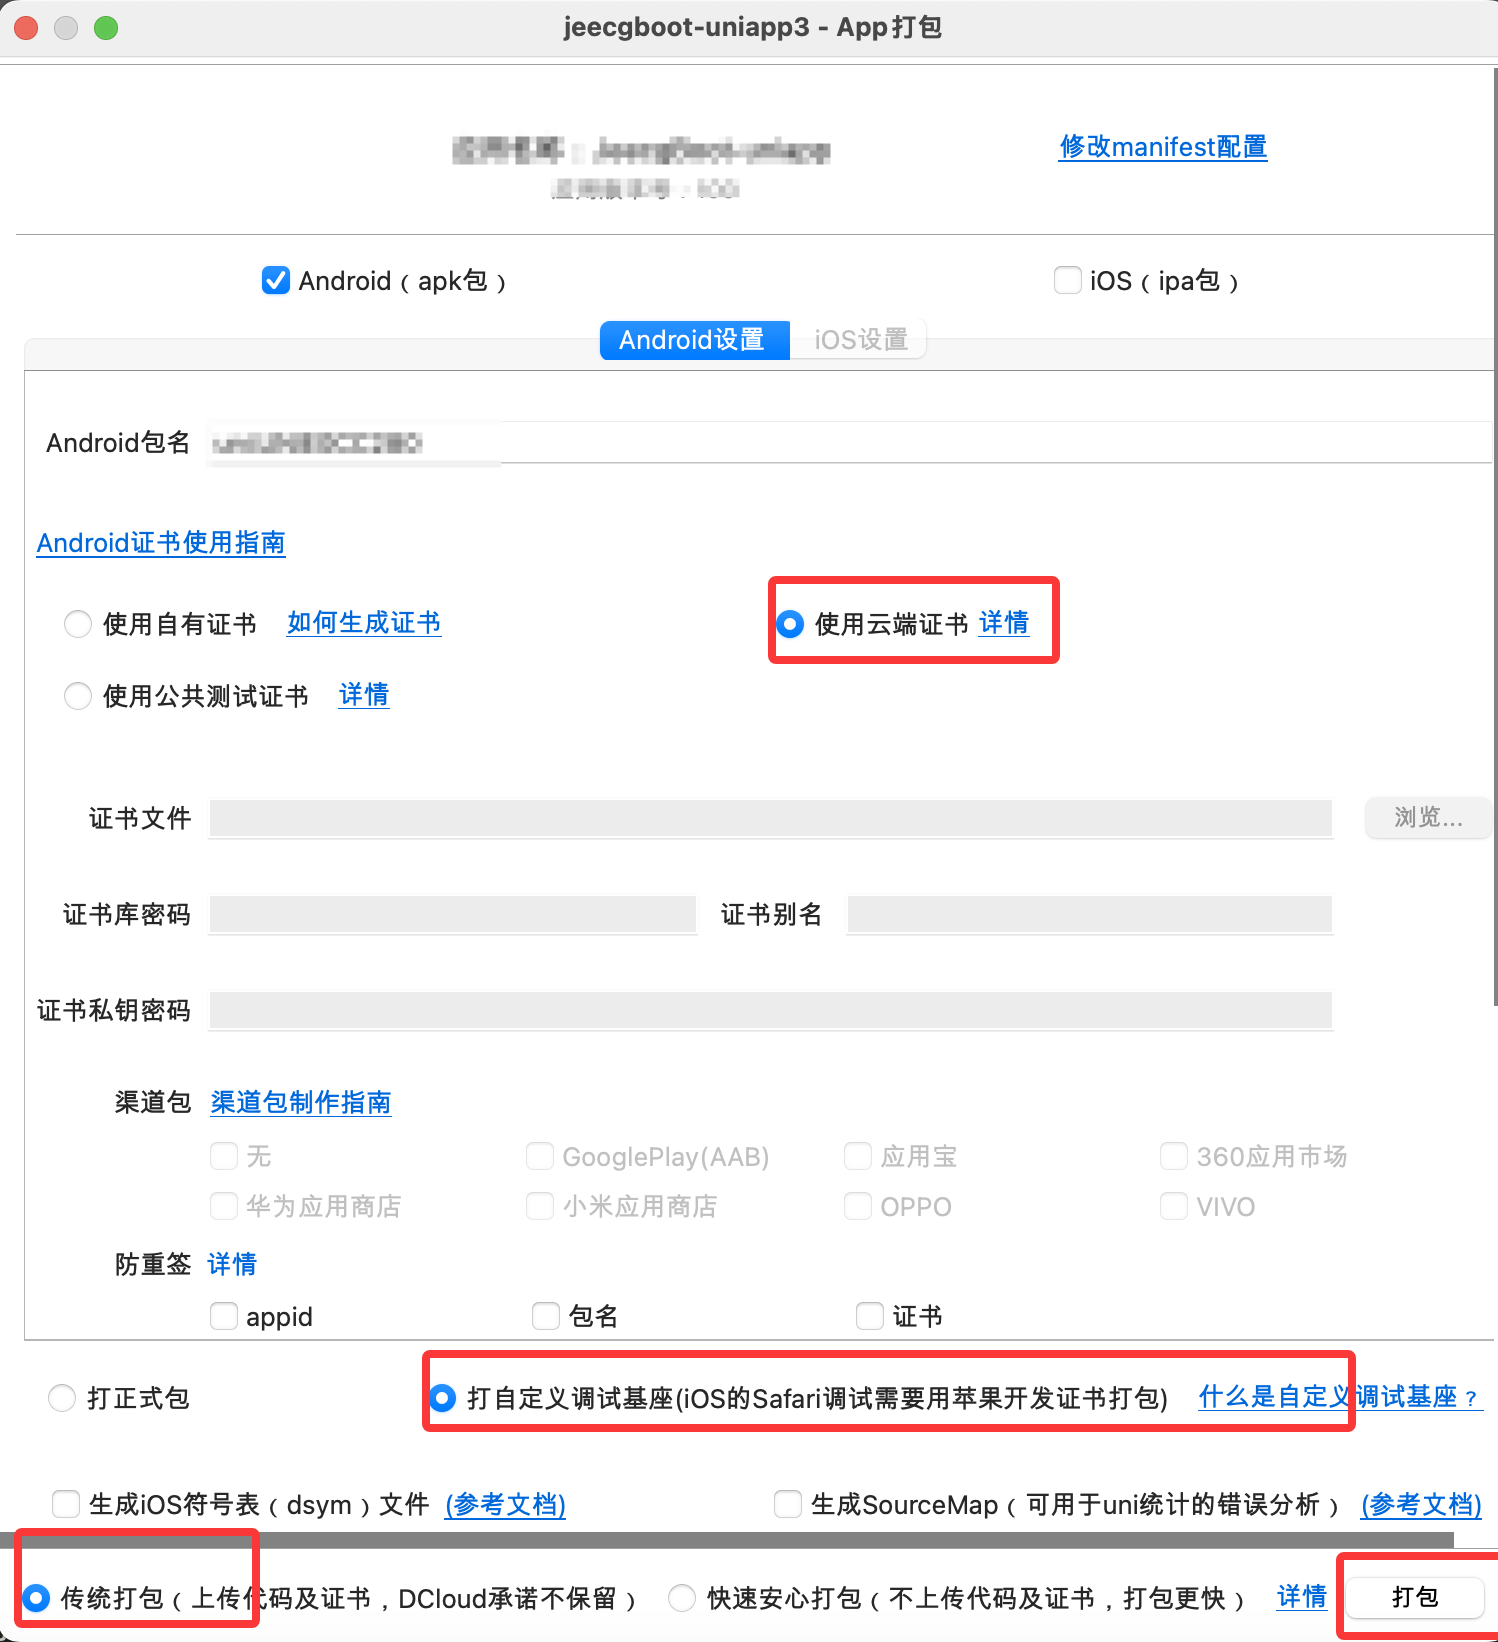 jeecgboot-uniapp3 - App打包
修改manifest配置
Android（apk包） iOS（ipa包）
Android设置 iOS设置
Android包名
Android证书使用指南
使用自有证书 如何生成证书 使用云端证书 详情
使用公共测试证书 详情
证书文件 浏览...
证书库密码 证书别名
证书私钥密码
渠道包 渠道包制作指南
无 GooglePlay(AAB) 应用宝 360应用市场
华为应用商店 小米应用商店 OPPO VIVO
防重签 详情
appid 包名 证书
打正式包 打自定义调试基座(iOS的Safari调试需要用苹果开发证书打包) 什么是自定义调试基座？
生成iOS符号表（dsym）文件 (参考文档) 生成SourceMap（可用于uni统计的错误分析） (参考文档)
传统打包（上传代码及证书，DCloud承诺不保留） 快速安心打包（不上传代码及证书，打包更快） 详情 打包